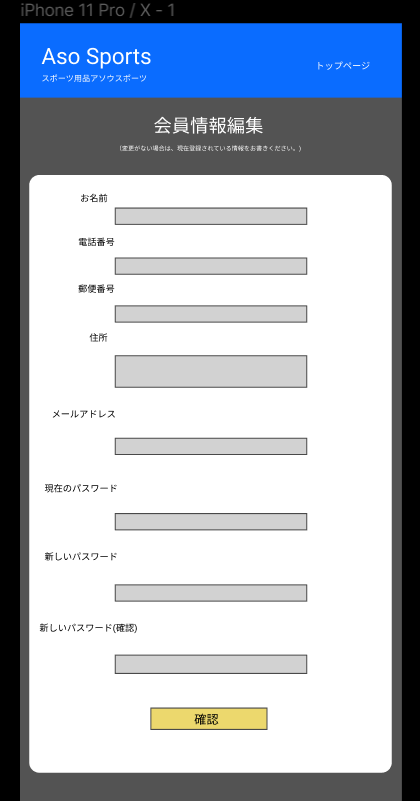 iPhone 11 Pro / X - 1
Aso Sports
スポーツ用品アソウスポーツ
トップページ
会員情報編集
(変更がない場合は、現在登録されている情報をお書きください。)
お名前
電話番号
郵便番号
住所
メールアドレス
現在のパスワード
新しいパスワード
新しいパスワード(確認)
確認